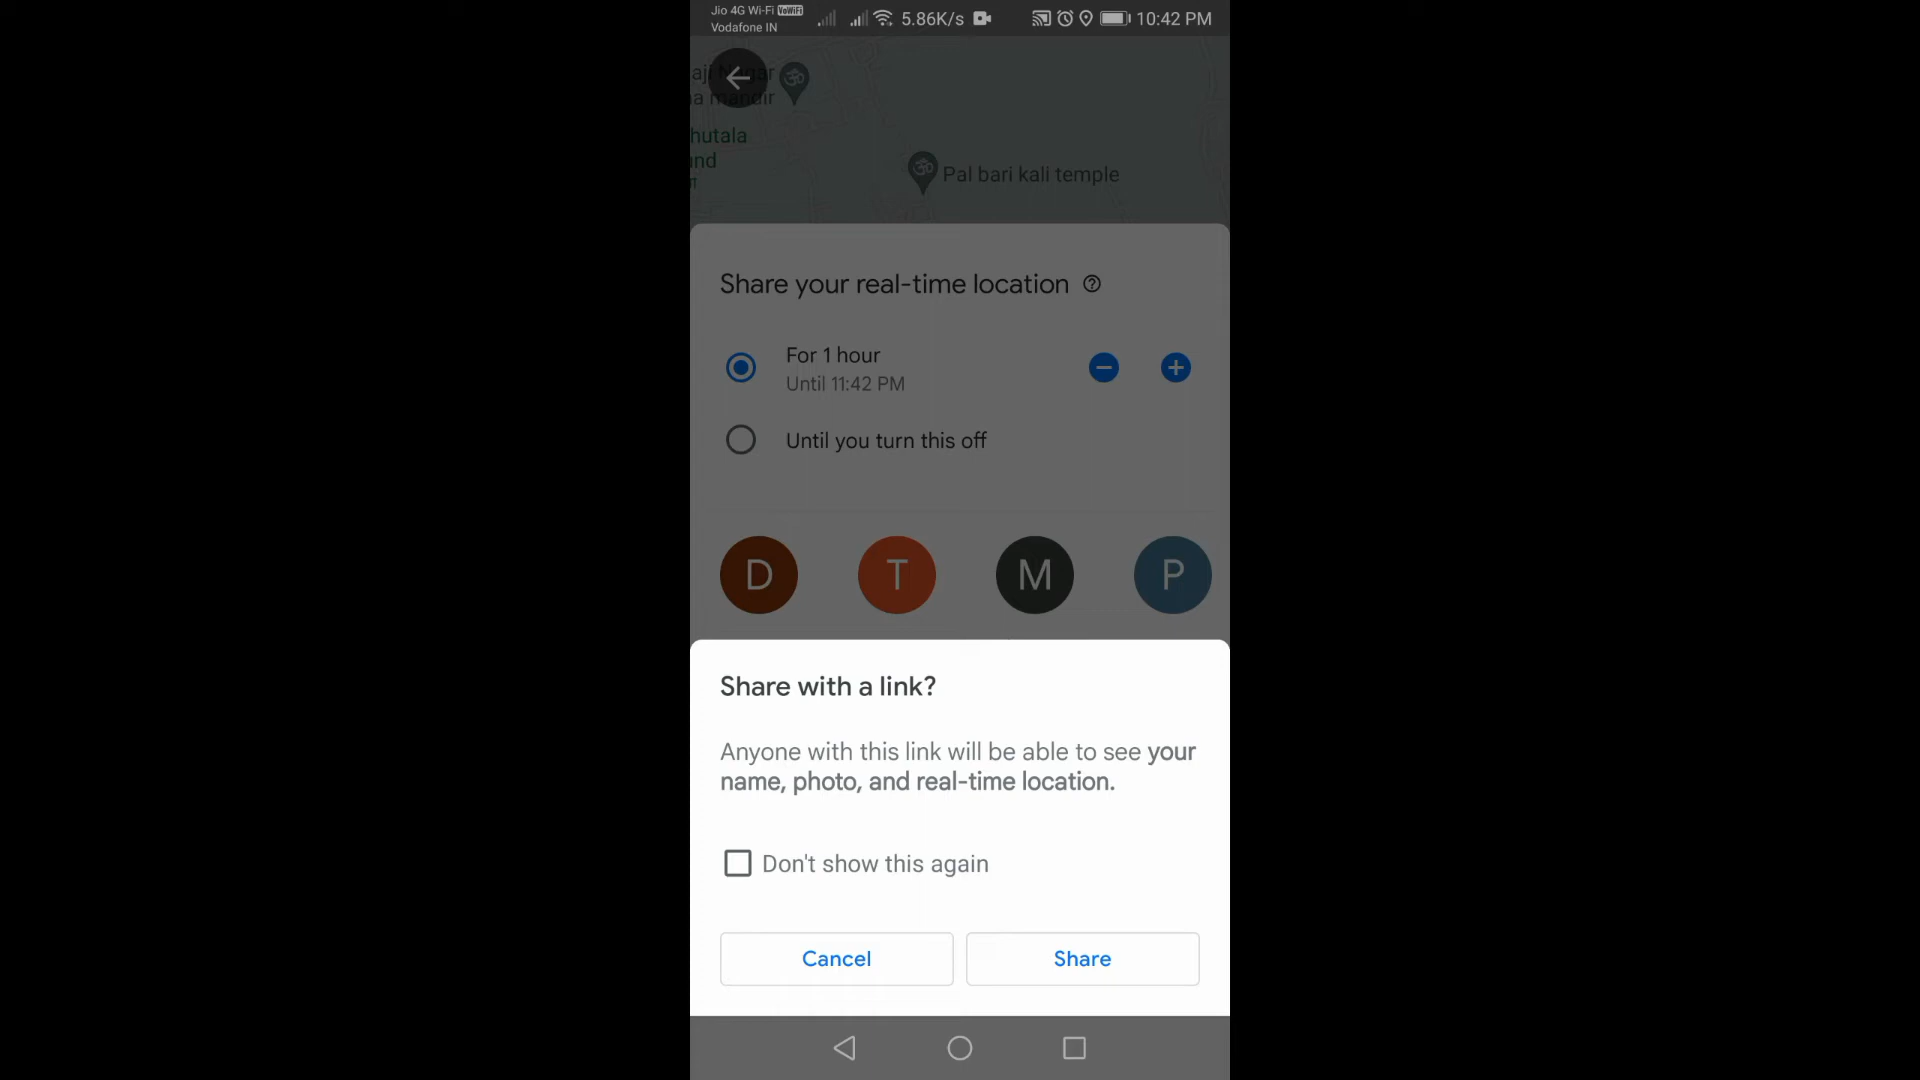 Jio 4G Wi-Fi VoWiFi
Vodafone IN
5.86K/s
10:42 PM
mandir
hutala
Pal bari kali temple
Share your real-time location
For 1 hour
Until 11:42 PM
Until you turn this off
D T M P
Share with a link?
Anyone with this link will be able to see your
name, photo, and real-time location.
Don't show this again
Cancel
Share